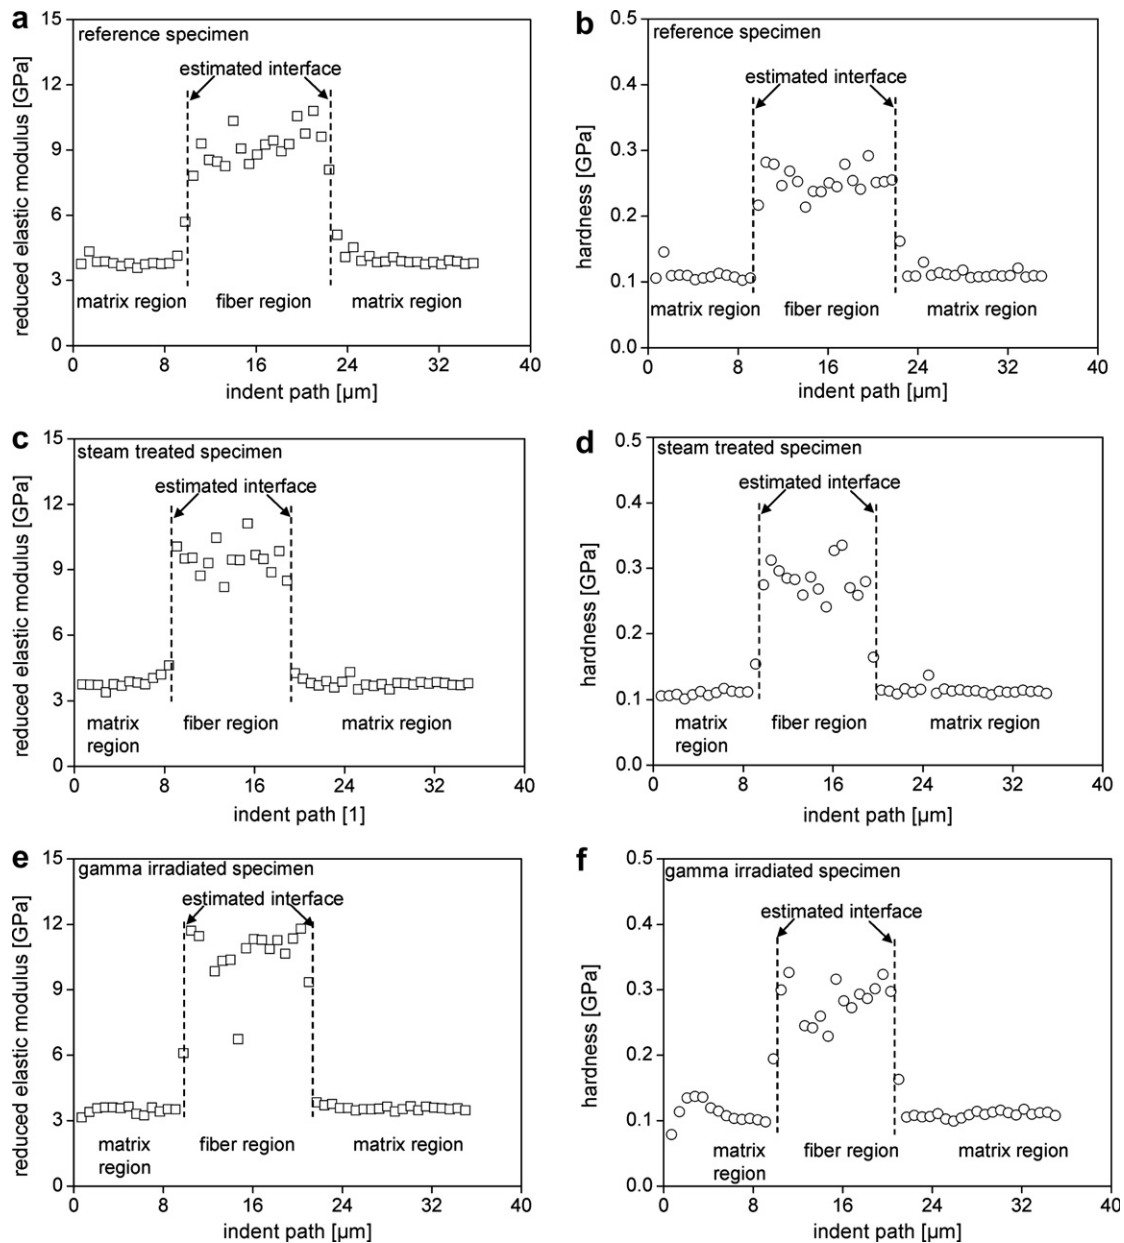 a
reference specimen
estimated interface
matrix region
fiber region
matrix region
reduced elastic modulus [GPa]
15
12
9
6
3
0
0
8
16
24
32
40
indent path [µm]
b
reference specimen
estimated interface
matrix region
fiber region
matrix region
hardness [GPa]
0.5
0.4
0.3
0.2
0.1
0.0
0
8
16
24
32
40
indent path [µm]
c
steam treated specimen
estimated interface
matrix
region
fiber region
matrix region
reduced elastic modulus [GPa]
15
12
9
6
3
0
0
8
16
24
32
40
indent path [1]
d
steam treated specimen
estimated interface
matrix
region
fiber region
matrix region
hardness [GPa]
0.5
0.4
0.3
0.2
0.1
0.0
0
8
16
24
32
40
indent path [µm]
e
gamma irradiated specimen
estimated interface
matrix
region
fiber region
matrix region
reduced elastic modulus [GPa]
15
12
9
6
3
0
0
8
16
24
32
40
indent path [µm]
f
gamma irradiated specimen
estimated interface
matrix
region
fiber region
matrix region
hardness [GPa]
0.5
0.4
0.3
0.2
0.1
0.0
0
8
16
24
32
40
indent path [µm]